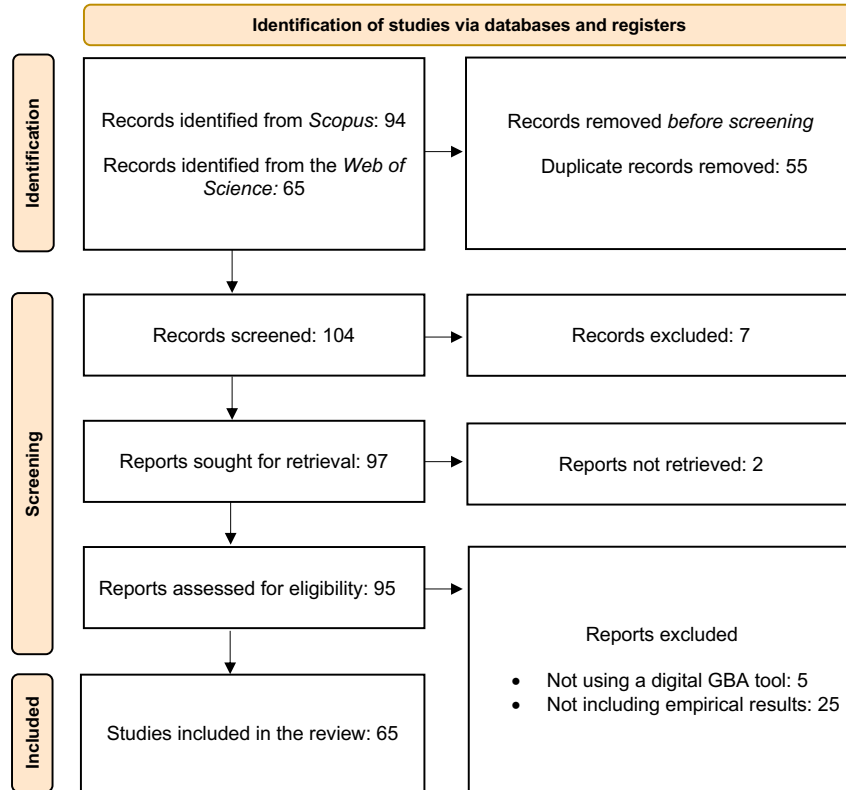 Identification of studies via databases and registers
Identification
Records identified from Scopus: 94
Records identified from the Web of
Science: 65
Records removed before screening
Duplicate records removed: 55
Screening
Records screened: 104
Records excluded: 7
Reports sought for retrieval: 97
Reports not retrieved: 2
Reports assessed for eligibility: 95
Reports excluded
• Not using a digital GBA tool: 5
• Not including empirical results: 25
Included
Studies included in the review: 65